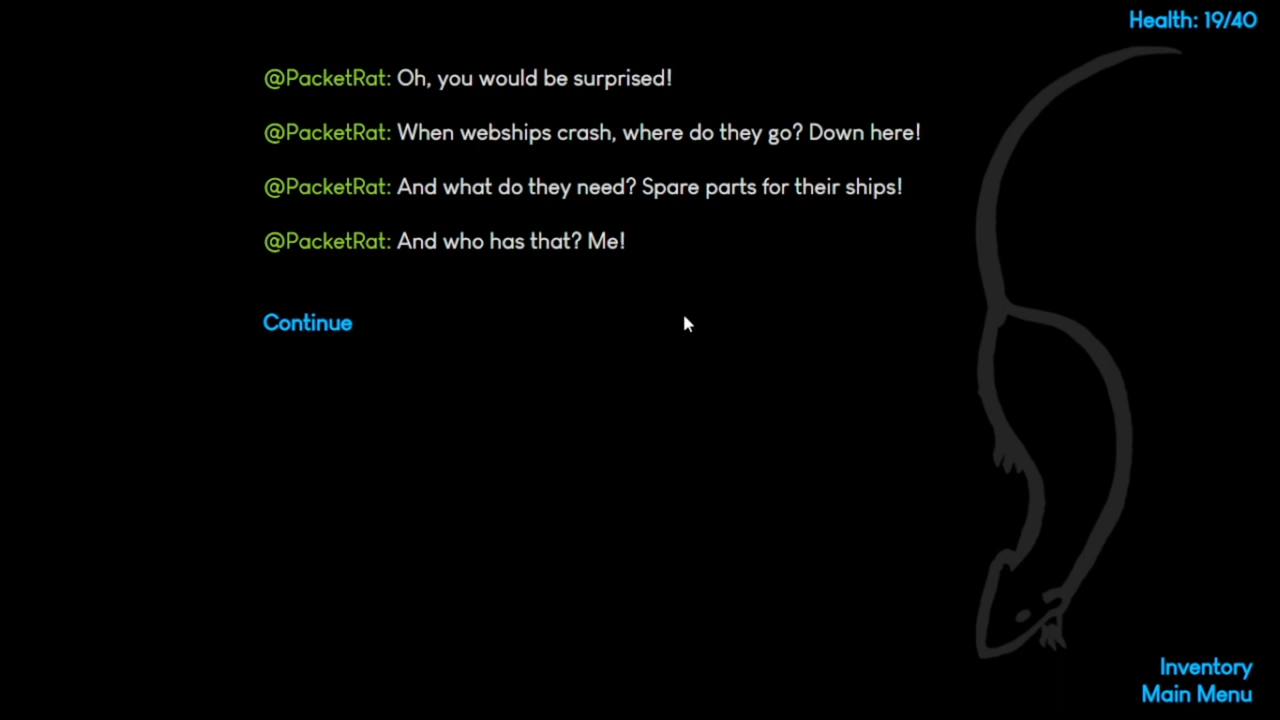 Health: 19/40
@PacketRat: Oh, you would be surprised!
@PacketRat: When webships crash, where do they go? Down here!
@PacketRat: And what do they need? Spare parts for their ships!
@PacketRat: And who has that? Me!
Continue
Inventory
Main Menu